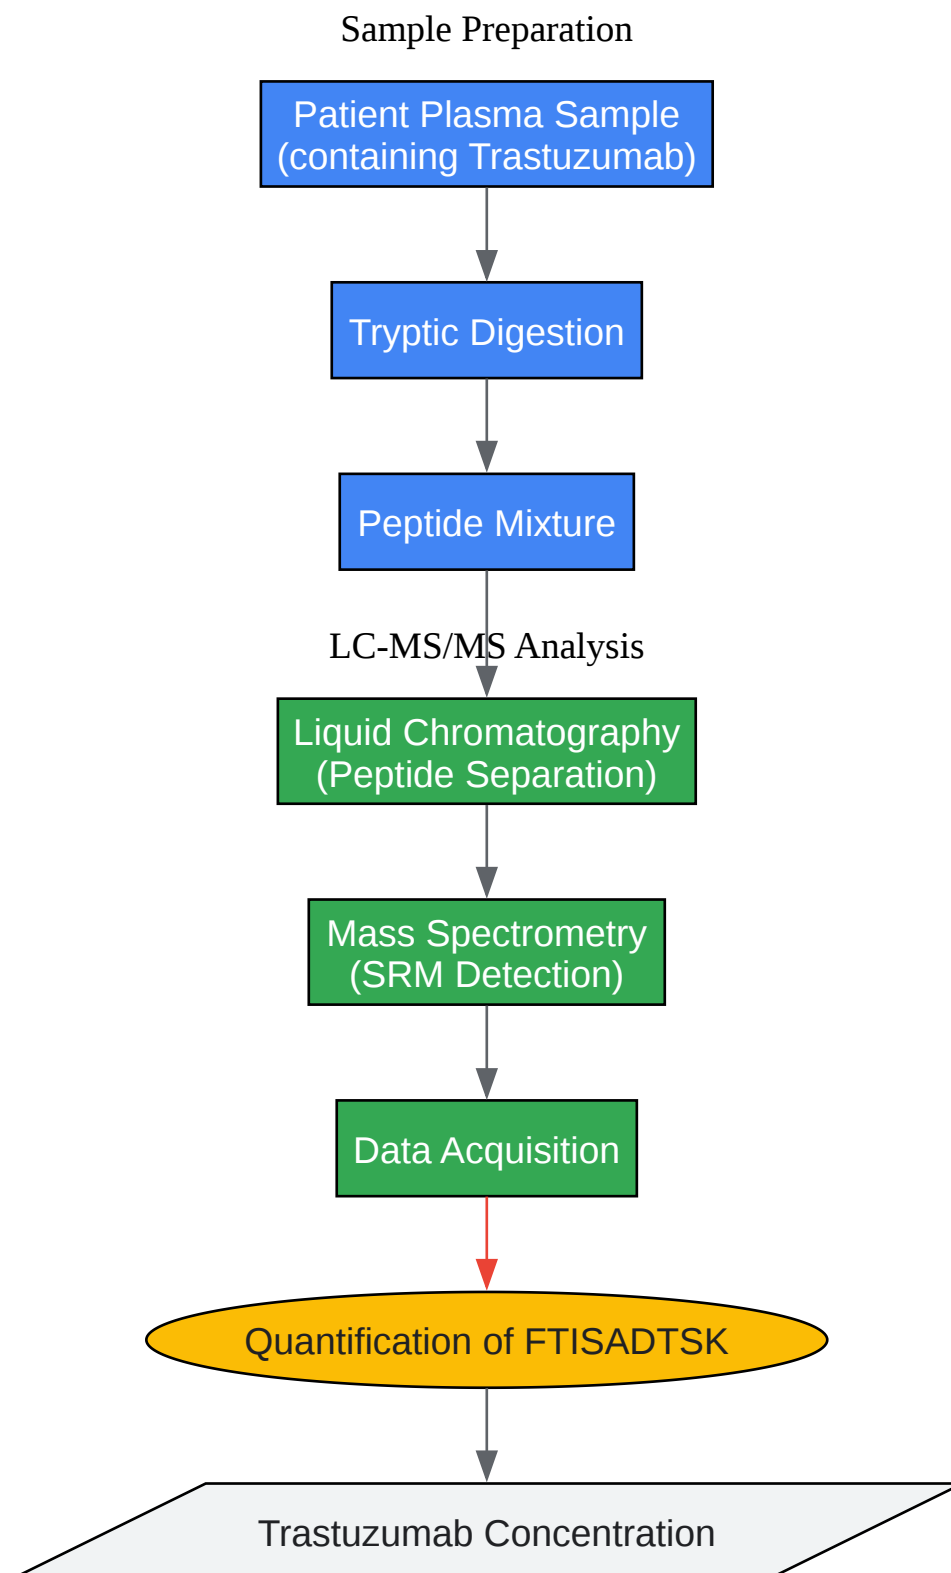 Sample Preparation
Patient Plasma Sample
(containing Trastuzumab)
Tryptic Digestion
Peptide Mixture
LC-MS/MS Analysis
Liquid Chromatography
(Peptide Separation)
Mass Spectrometry
(SRM Detection)
Data Acquisition
Quantification of FTISADTSK
Trastuzumab Concentration